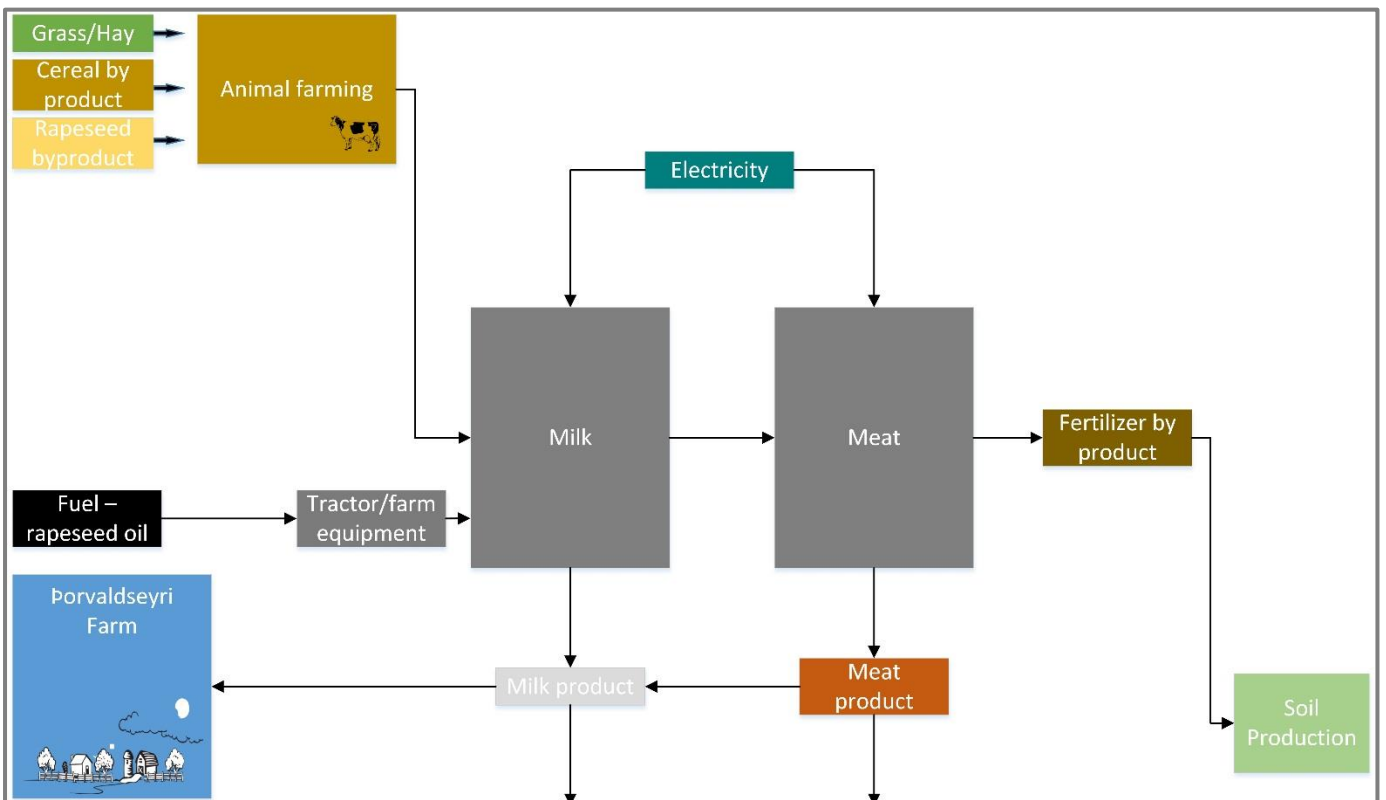 Grass/Hay
Cereal by
product
Rapeseed
byproduct
Animal farming
Electricity
Milk
Meat
Fertilizer by
product
Fuel –
rapeseed oil
Tractor/farm
equipment
Þorvaldseyri
Farm
Milk product
Meat
product
Soil
Production